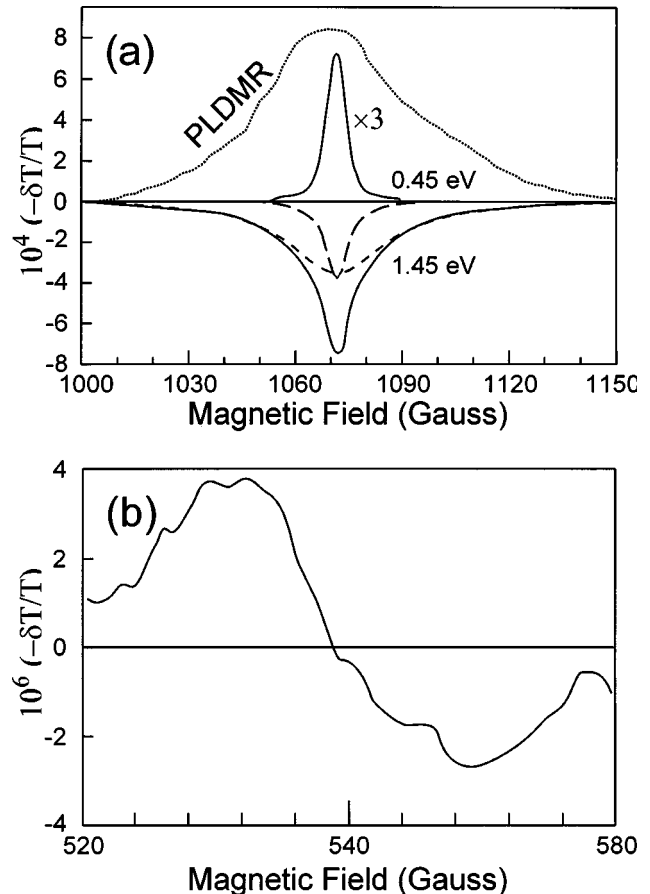 (a)
PLDMR
×3
0.45 eV
1.45 eV
10⁴ (−δT/T)
8
6
4
2
0
-2
-4
-6
-8
1000 1030 1060 1090 1120 1150
Magnetic Field (Gauss)
(b)
10⁶ (−δT/T)
4
2
0
-2
-4
520 540 580
Magnetic Field (Gauss)